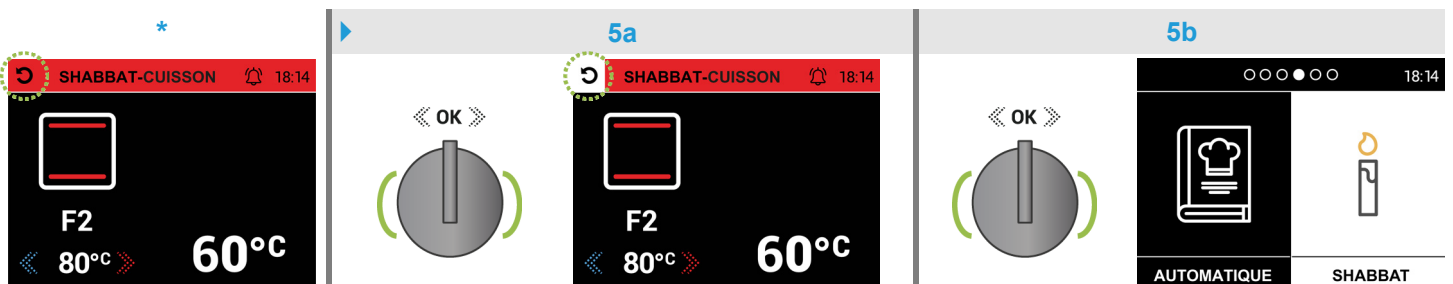 *
5a
5b
SHABBAT-CUISSON 18:14
F2
80°C
60°C
OK
SHABBAT-CUISSON 18:14
F2
80°C
60°C
OK
18:14
AUTOMATIQUE
SHABBAT